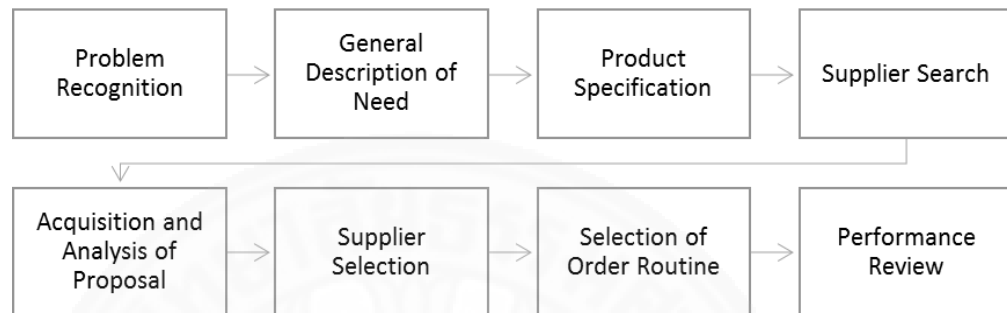 Problem
Recognition
General
Description of
Need
Product
Specification
Supplier Search
Acquisition and
Analysis of
Proposal
Supplier
Selection
Selection of
Order Routine
Performance
Review